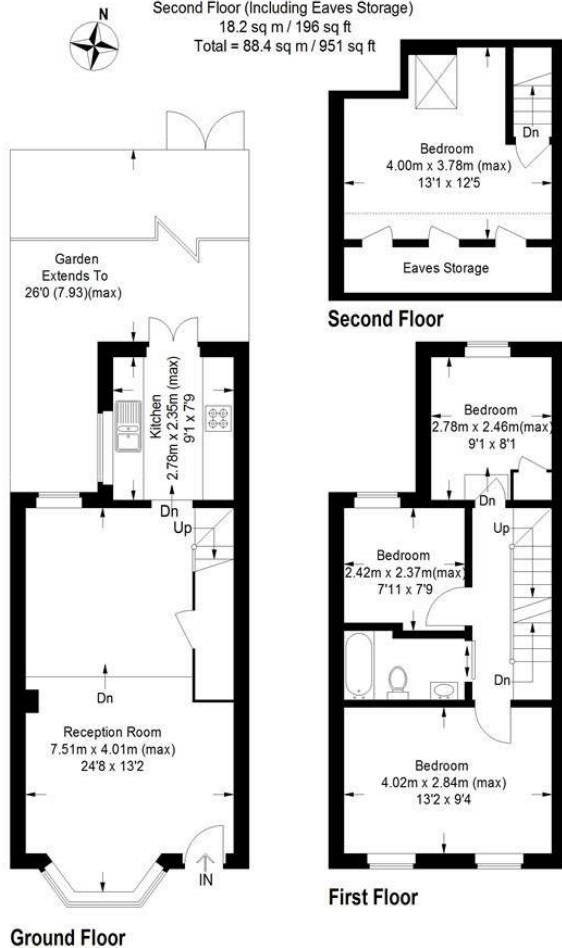 N
Second Floor (Including Eaves Storage)
18.2 sq m / 196 sq ft
Total = 88.4 sq m / 951 sq ft
Bedroom
4.00m x 3.78m (max)
13'1 x 12'5
Dn
Eaves Storage
Second Floor
Garden
Extends To
26'0 (7.93)(max)
Kitchen
2.78m x 2.35m (max)
9'1 x 7'9
Dn
Up
Dn
Reception Room
7.51m x 4.01m (max)
24'8 x 13'2
IN
Ground Floor
Bedroom
2.78m x 2.46m(max)
9'1 x 8'1
Dn
Up
Bedroom
2.42m x 2.37m(max)
7'11 x 7'9
Dn
Bedroom
4.02m x 2.84m (max)
13'2 x 9'4
First Floor